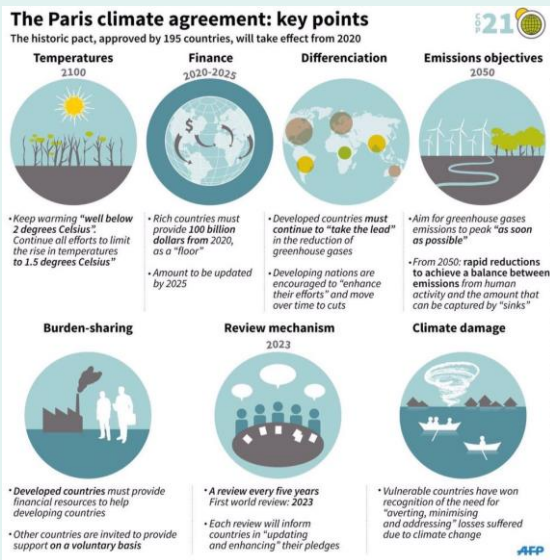 The Paris climate agreement: key points
The historic pact, approved by 195 countries, will take effect from 2020
COP 21
Temperatures
2100
• Keep warming “well below
2 degrees Celsius”.
Continue all efforts to limit
the rise in temperatures
to 1.5 degrees Celsius”
Finance
2020-2025
$
• Rich countries must
provide 100 billion
dollars from 2020,
as a “floor”
• Amount to be updated
by 2025
Differenciation
• Developed countries must
continue to “take the lead”
in the reduction of
greenhouse gases
• Developing nations are
encouraged to “enhance
their efforts” and move
over time to cuts
Emissions objectives
2050
• Aim for greenhouse gases
emissions to peak “as soon
as possible”
• From 2050: rapid reductions
to achieve a balance between
emissions from human
activity and the amount that
can be captured by “sinks”
Burden-sharing
• Developed countries must provide
financial resources to help
developing countries
• Other countries are invited to provide
support on a voluntary basis
Review mechanism
2023
• A review every five years
First world review: 2023
• Each review will inform
countries in “updating
and enhancing” their pledges
Climate damage
• Vulnerable countries have won
recognition of the need for
“averting, minimising
and addressing” losses suffered
due to climate change
AFP